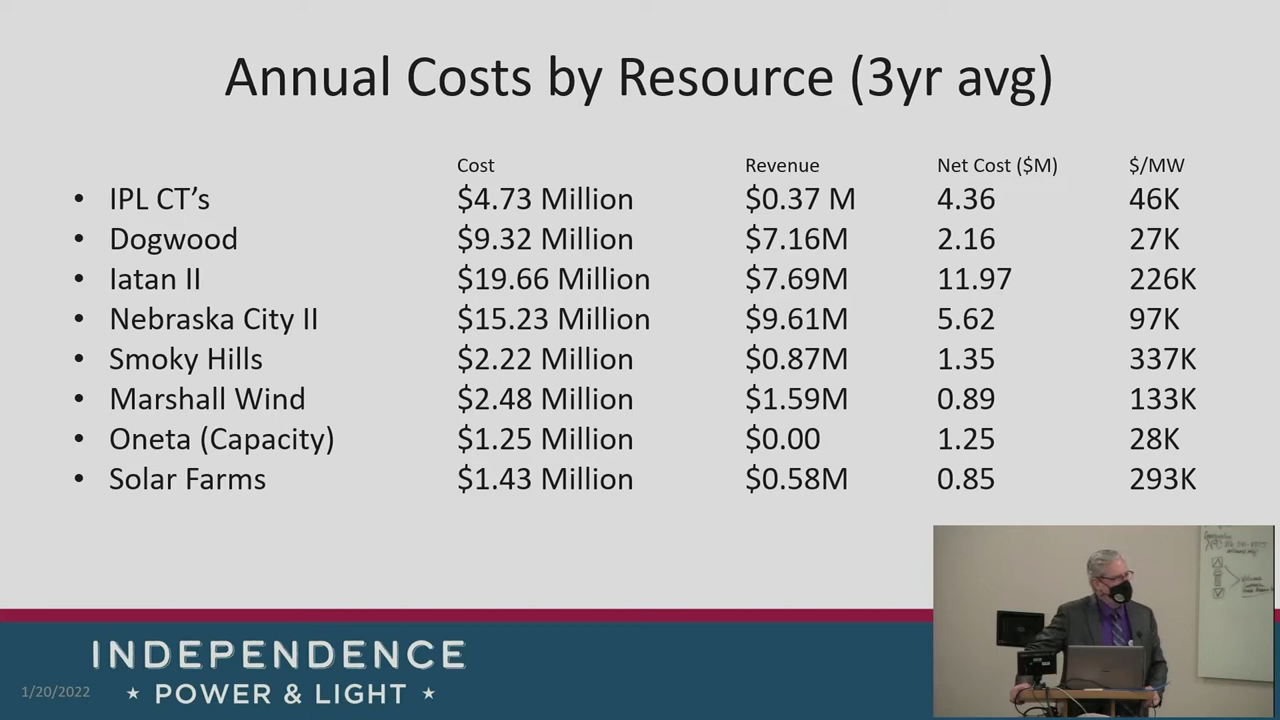 Annual Costs by Resource (3yr avg)
Cost Revenue Net Cost ($M) $/MW
• IPL CT’s $4.73 Million $0.37 M 4.36 46K
• Dogwood $9.32 Million $7.16M 2.16 27K
• Iatan II $19.66 Million $7.69M 11.97 226K
• Nebraska City II $15.23 Million $9.61M 5.62 97K
• Smoky Hills $2.22 Million $0.87M 1.35 337K
• Marshall Wind $2.48 Million $1.59M 0.89 133K
• Oneta (Capacity) $1.25 Million $0.00 1.25 28K
• Solar Farms $1.43 Million $0.58M 0.85 293K
INDEPENDENCE
1/20/2022 ★ POWER & LIGHT ★